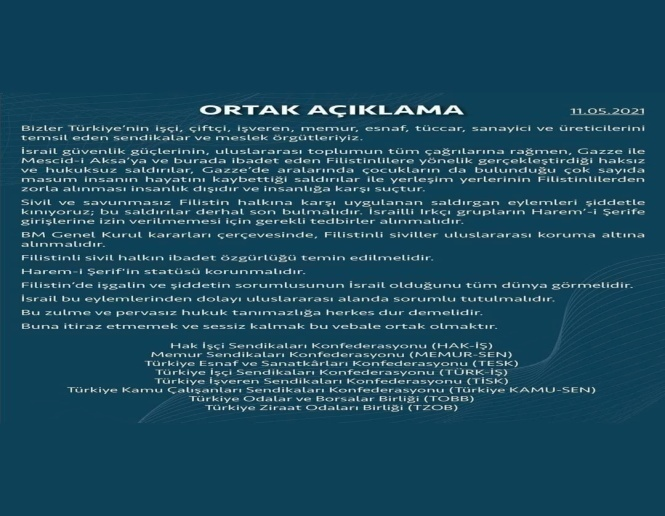 ORTAK AÇIKLAMA
11.05.2021
Bizler Türkiye'nin işçi, çiftçi, işveren, memur, esnaf, tüccar, sanayici ve üreticilerini
temsil eden sendikalar ve meslek örgütleriyiz.
İsrail güvenlik güçlerinin, uluslararası toplumun tüm çağrılarına rağmen, Gazze ile
Mescid-i Aksa'ya ve burada ibadet eden Filistinlilere yönelik gerçekleştirdiği haksız
ve hukuksuz saldırılar, Gazze'de aralarında çocukların da bulunduğu çok sayıda
masum insanın hayatını kaybettiği saldırılar ile yerleşim yerlerinin Filistinlilerden
zorla alınması insanlık dışıdır ve insanlığa karşı suçtur.
Sivil ve savunmasız Filistin halkına karşı uygulanan saldırgan eylemleri şiddetle
kınıyoruz; bu saldırılar derhal son bulmalıdır. İsrailli Irkçı grupların Harem'-i Şerife
girişlerine izin verilmemesi için gerekli tedbirler alınmalıdır.
BM Genel Kurul kararları çerçevesinde, Filistinli siviller uluslararası koruma altına
alınmalıdır.
Filistinli sivil halkın ibadet özgürlüğü temin edilmelidir.
Harem-i Şerif'in statüsü korunmalıdır.
Filistin'de işgalin ve şiddetin sorumlusunun İsrail olduğunu tüm dünya görmelidir.
İsrail bu eylemlerinden dolayı uluslararası alanda sorumlu tutulmalıdır.
Bu zulme ve pervasız hukuk tanımazlığa herkes dur demelidir.
Buna itiraz etmemek ve sessiz kalmak bu vebale ortak olmaktır.
Hak İşçi Sendikaları Konfederasyonu (HAK-İŞ)
Memur Sendikaları Konfederasyonu (MEMUR-SEN)
Türkiye Esnaf ve Sanatkârları Konfederasyonu (TESK)
Türkiye İşçi Sendikaları Konfederasyonu (TÜRK-İŞ)
Türkiye İşveren Sendikaları Konfederasyonu (TİSK)
Türkiye Kamu Çalışanları Sendikaları Konfederasyonu (Türkiye KAMU-SEN)
Türkiye Odalar ve Borsalar Birliği (TOBB)
Türkiye Ziraat Odaları Birliği (TZOB)